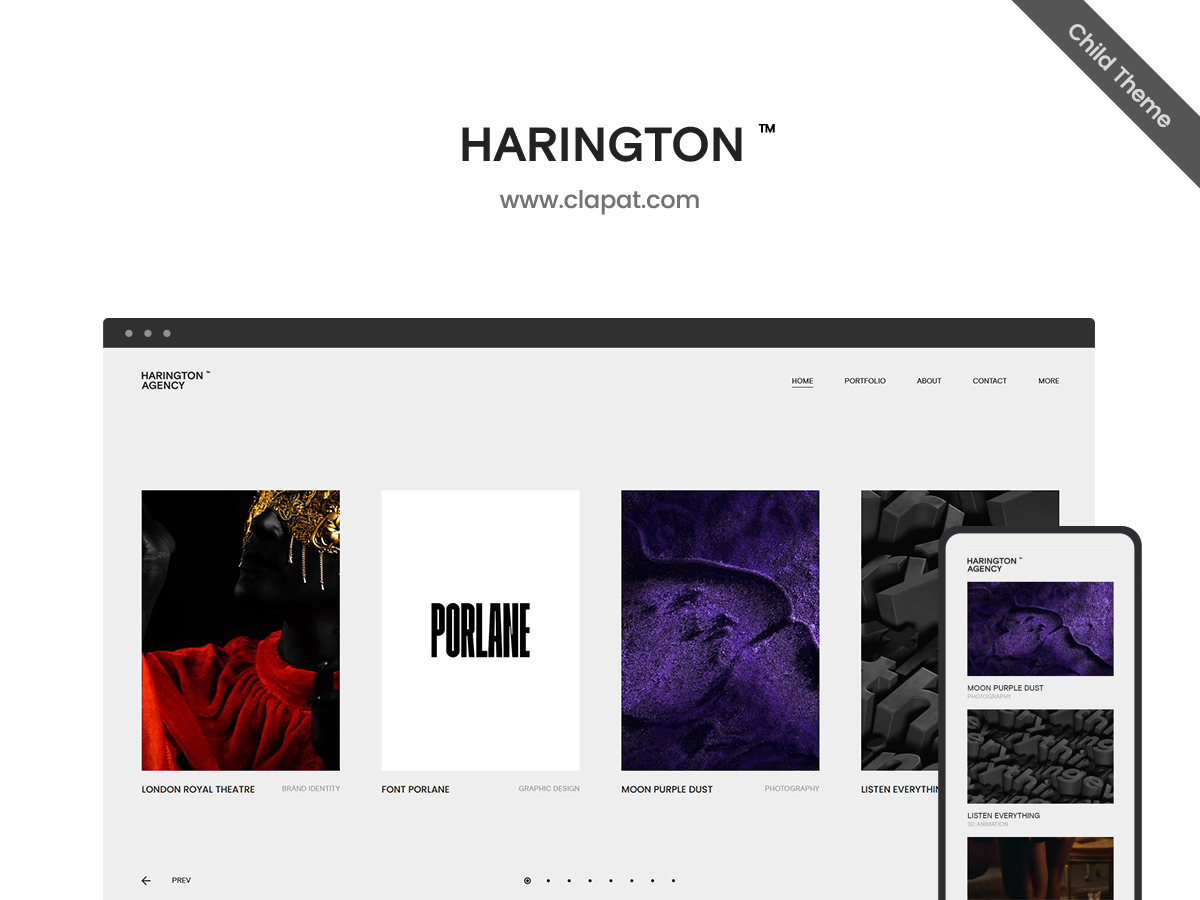 Child Theme
HARINGTON ™
www.clapat.com
HARINGTON ™
AGENCY
HOME PORTFOLIO ABOUT CONTACT MORE
PORLANE
LONDON ROYAL THEATRE BRAND IDENTITY
FONT PORLANE GRAPHIC DESIGN
MOON PURPLE DUST PHOTOGRAPHY
LISTEN EVERYTHIN
PREV
HARINGTON ™
AGENCY
MOON PURPLE DUST
PHOTOGRAPHY
LISTEN EVERYTHING
3D ANIMATION